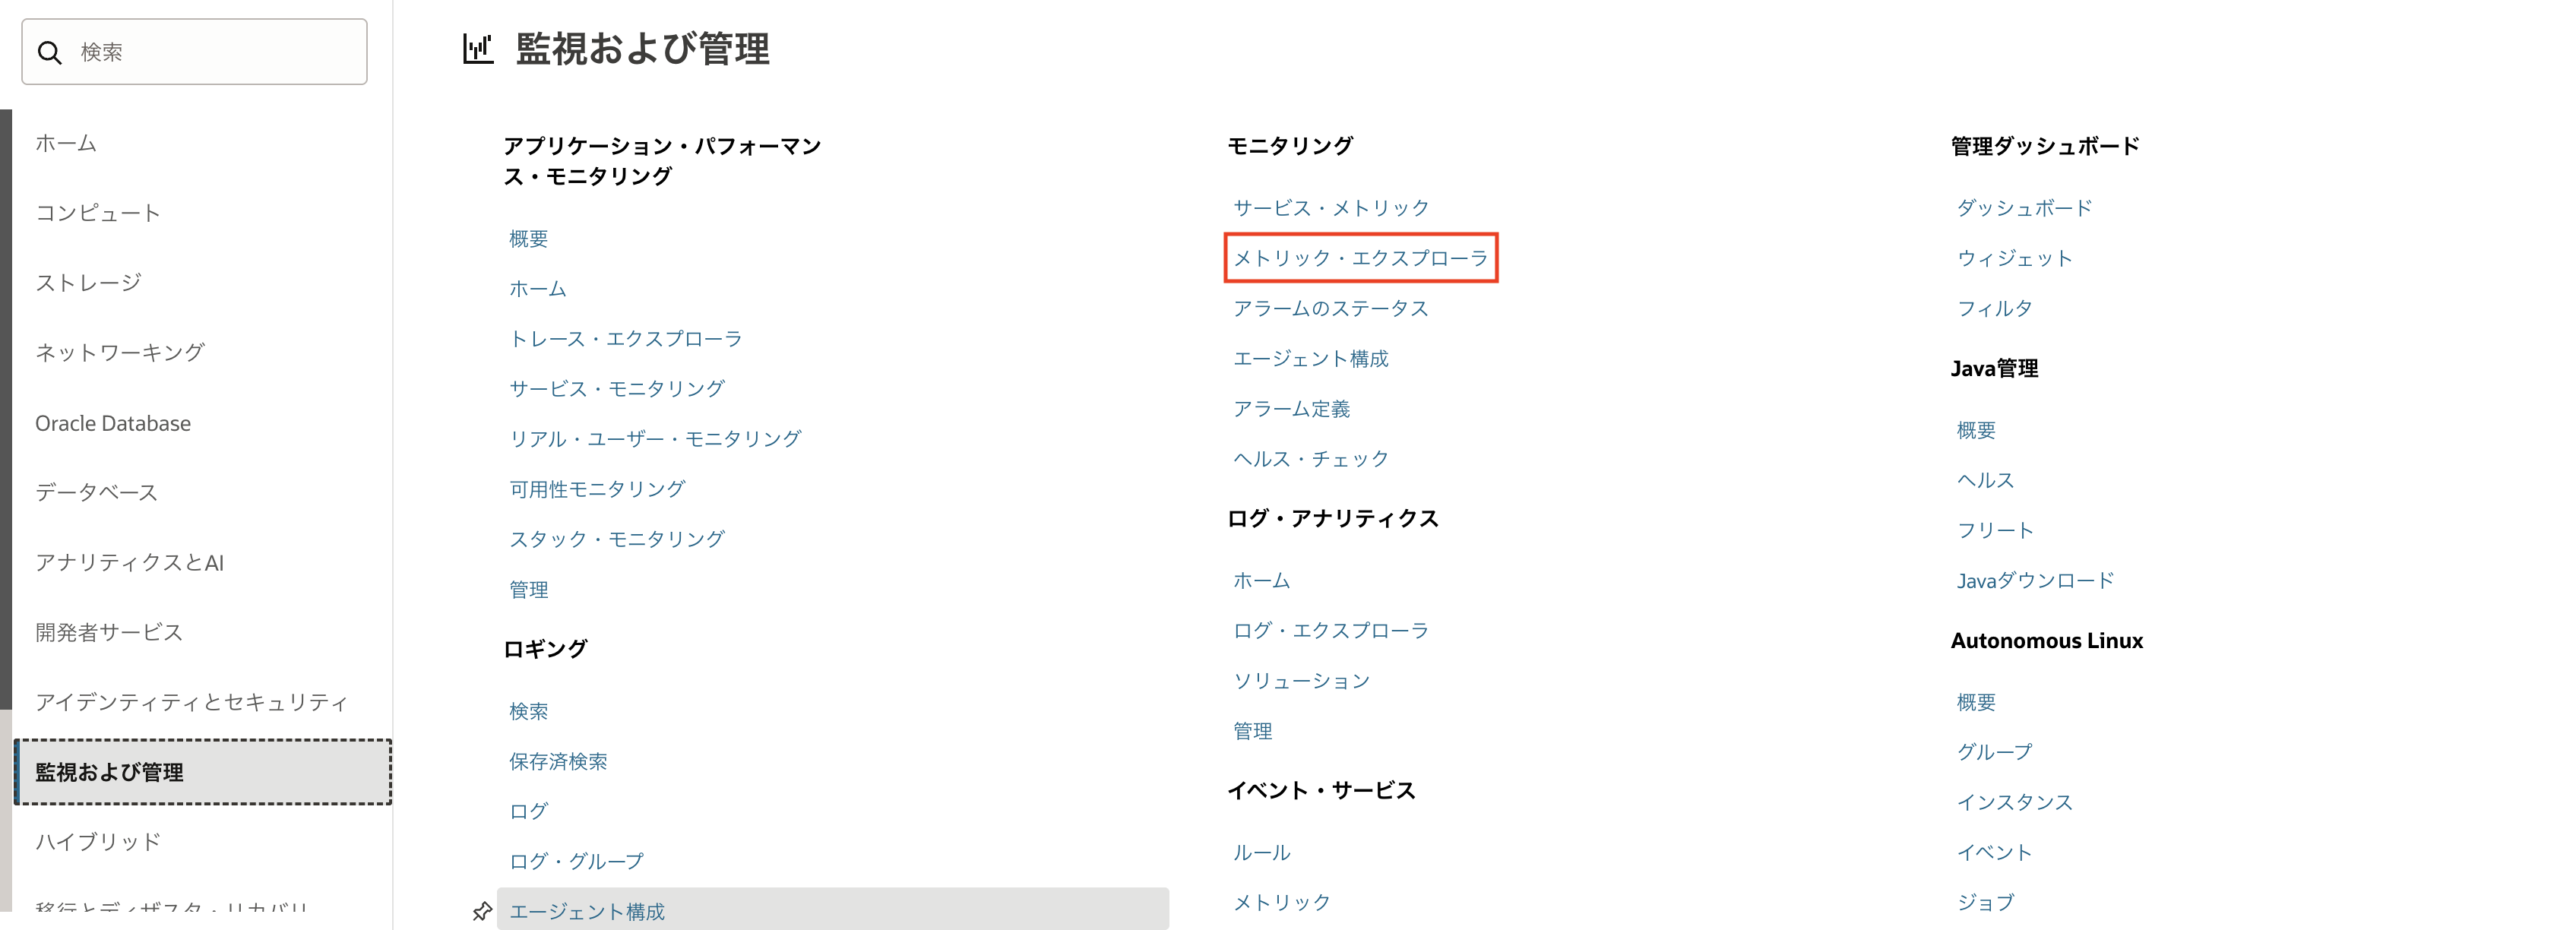 検索
ホーム
コンピュート
ストレージ
ネットワーキング
Oracle Database
データベース
アナリティクスとAI
開発者サービス
アイデンティティとセキュリティ
監視および管理
ハイブリッド
移行とディザスタ・リカバリ
監視および管理
アプリケーション・パフォーマン
ス・モニタリング
概要
ホーム
トレース・エクスプローラ
サービス・モニタリング
リアル・ユーザー・モニタリング
可用性モニタリング
スタック・モニタリング
管理
ロギング
検索
保存済検索
ログ
ログ・グループ
エージェント構成
モニタリング
サービス・メトリック
メトリック・エクスプローラ
アラームのステータス
エージェント構成
アラーム定義
ヘルス・チェック
ログ・アナリティクス
ホーム
ログ・エクスプローラ
ソリューション
管理
イベント・サービス
ルール
メトリック
管理ダッシュボード
ダッシュボード
ウィジェット
フィルタ
Java管理
概要
ヘルス
フリート
Javaダウンロード
Autonomous Linux
概要
グループ
インスタンス
イベント
ジョブ